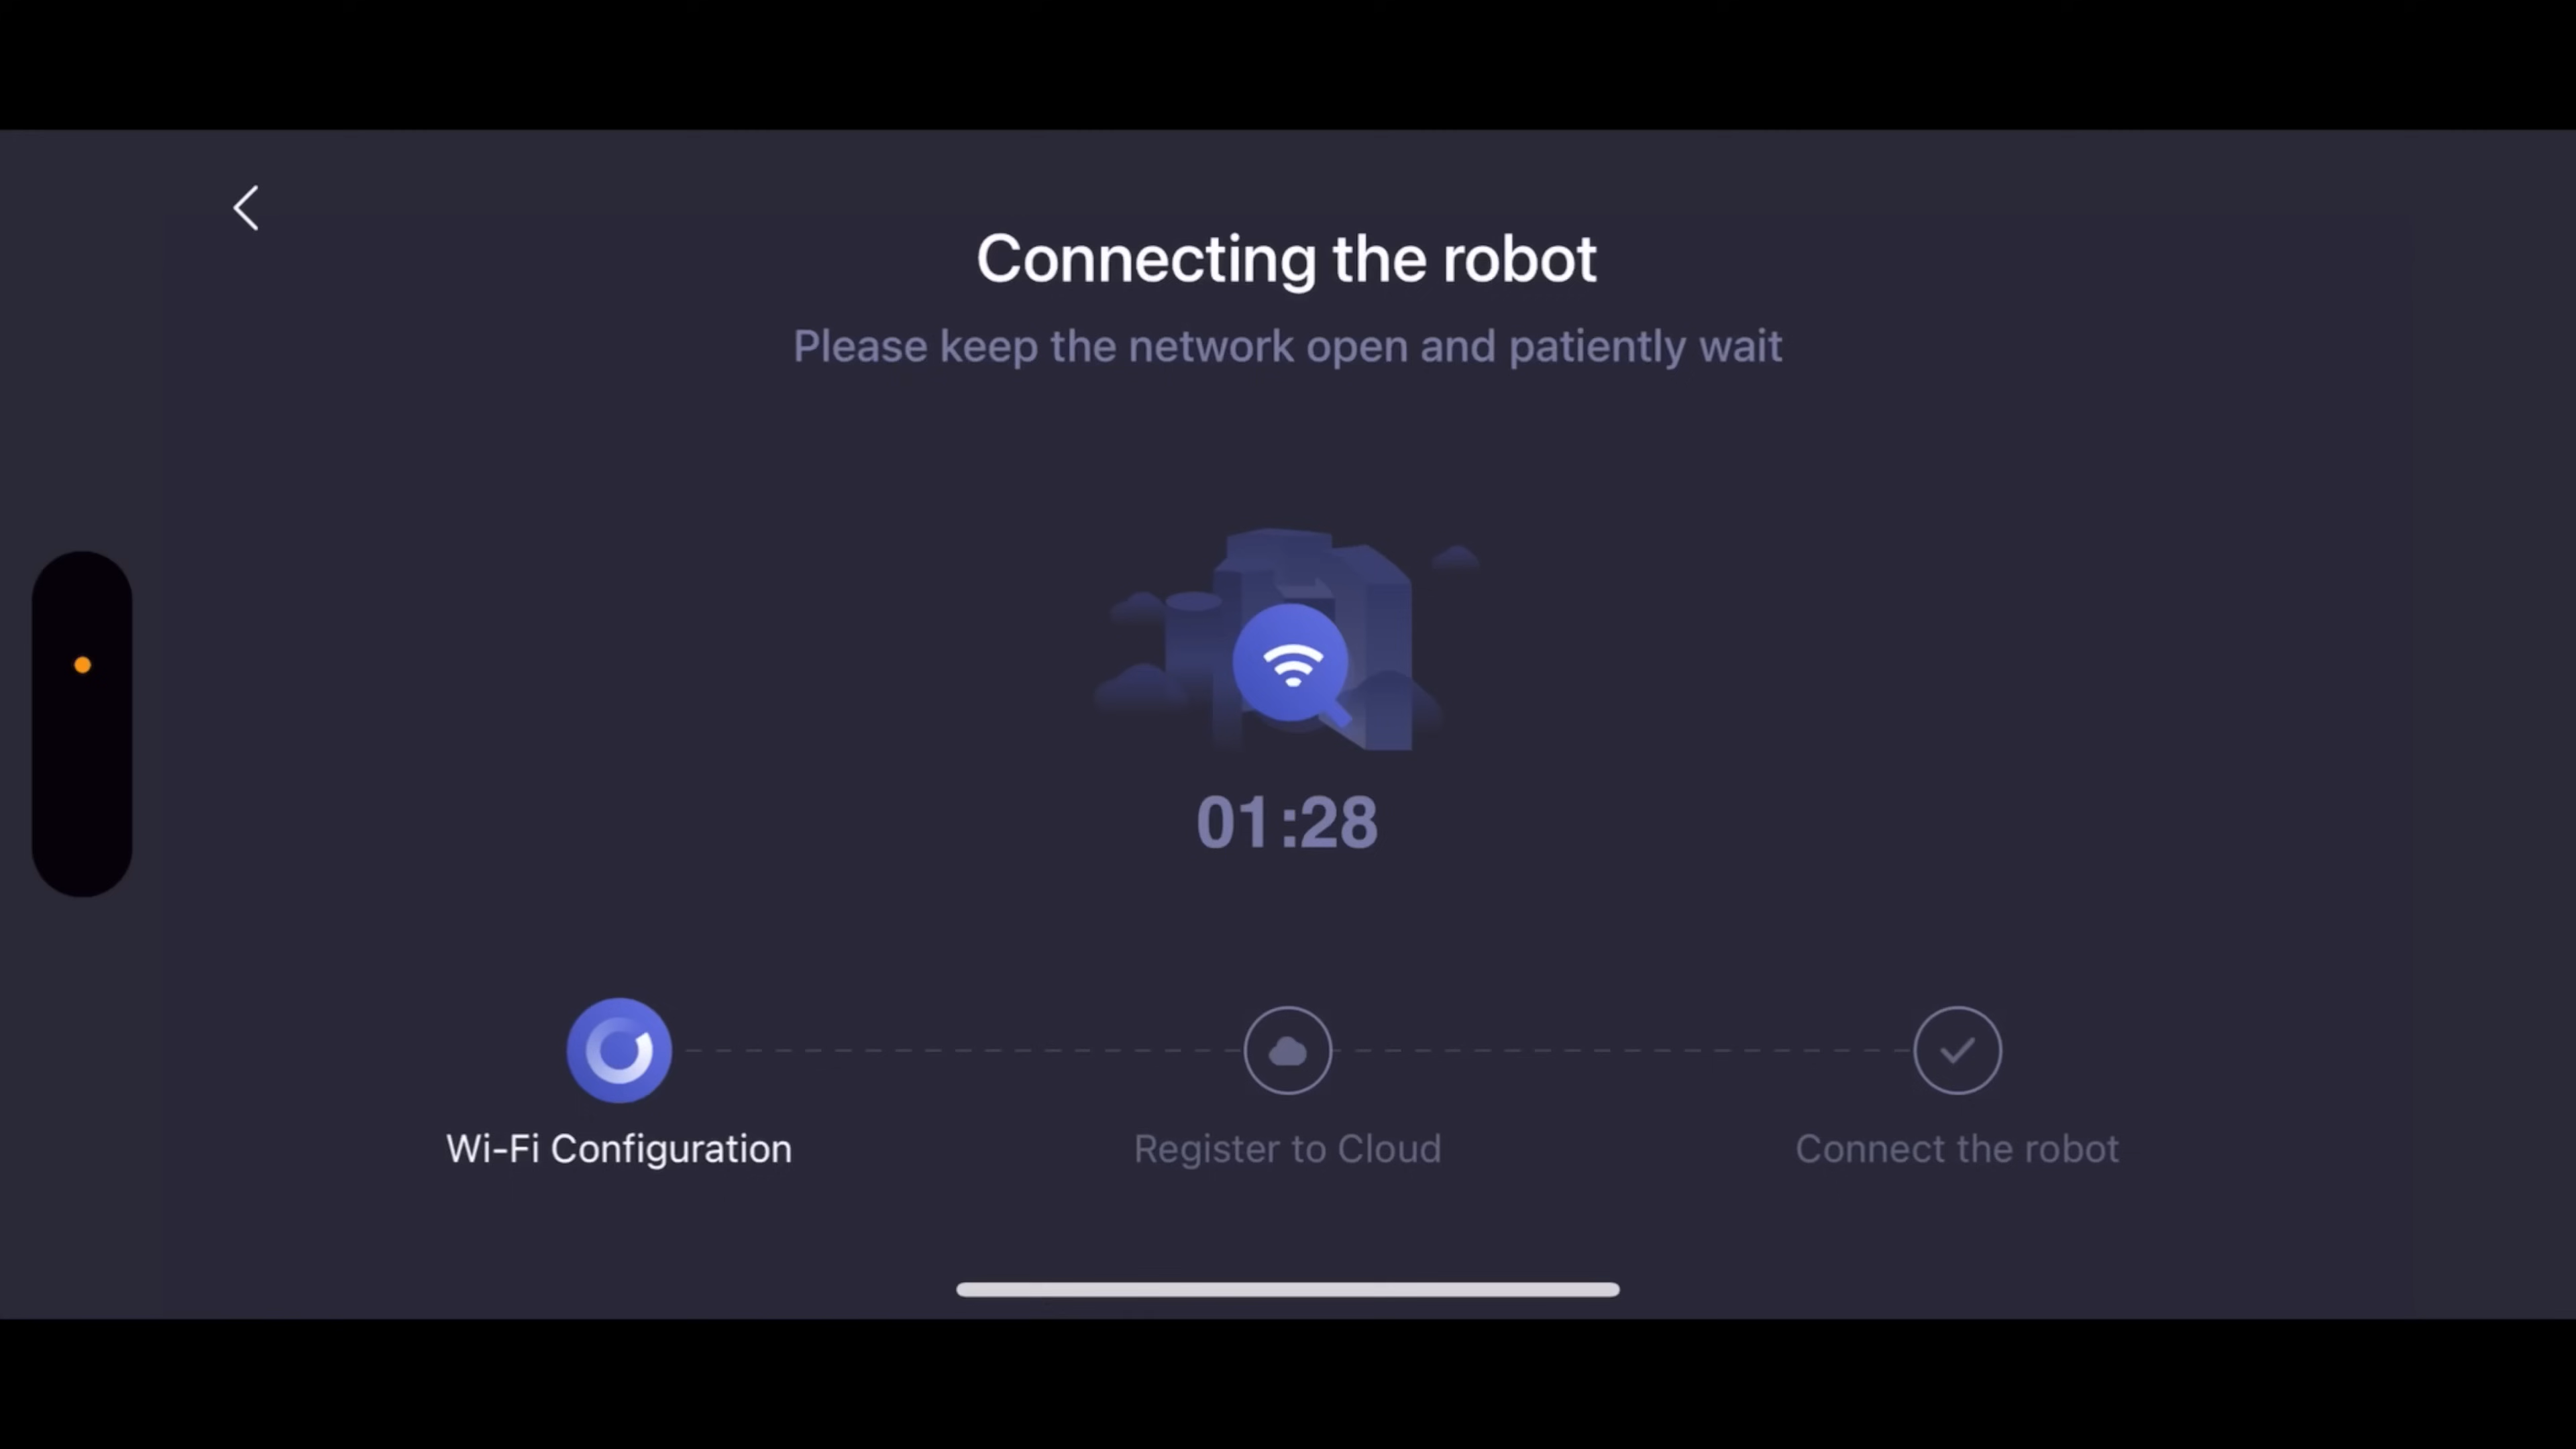 Connecting the robot
Please keep the network open and patiently wait
01:28
Wi-Fi Configuration
Register to Cloud
Connect the robot